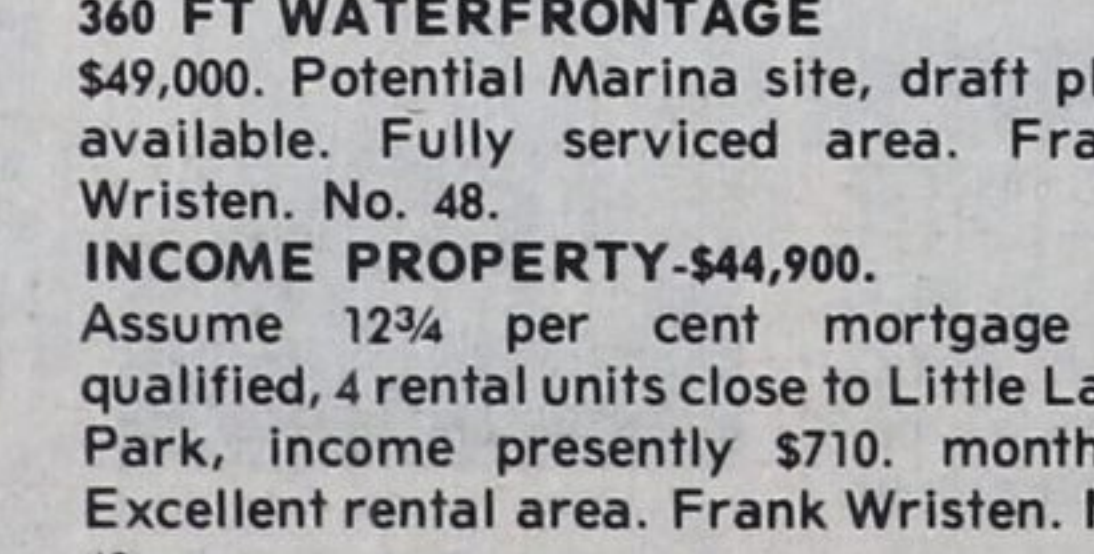 360 FT WATERFRONTAGE
$49,000. Potential Marina site, draft
available. Fully serviced area.
Wristen. No. 48.
INCOME PROPERTY-$44,900.
Assume 12¾ per cent mortgage
qualified, 4 rental units close to Little
Park, income presently $710.
Excellent rental area. Frank Wristen.